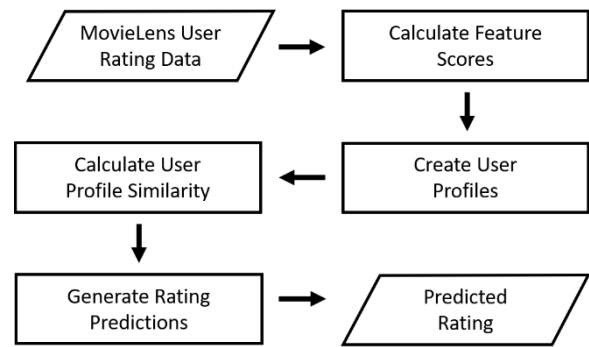 MovieLens User
Rating Data
Calculate Feature
Scores
Calculate User
Profile Similarity
Create User
Profiles
Generate Rating
Predictions
Predicted
Rating